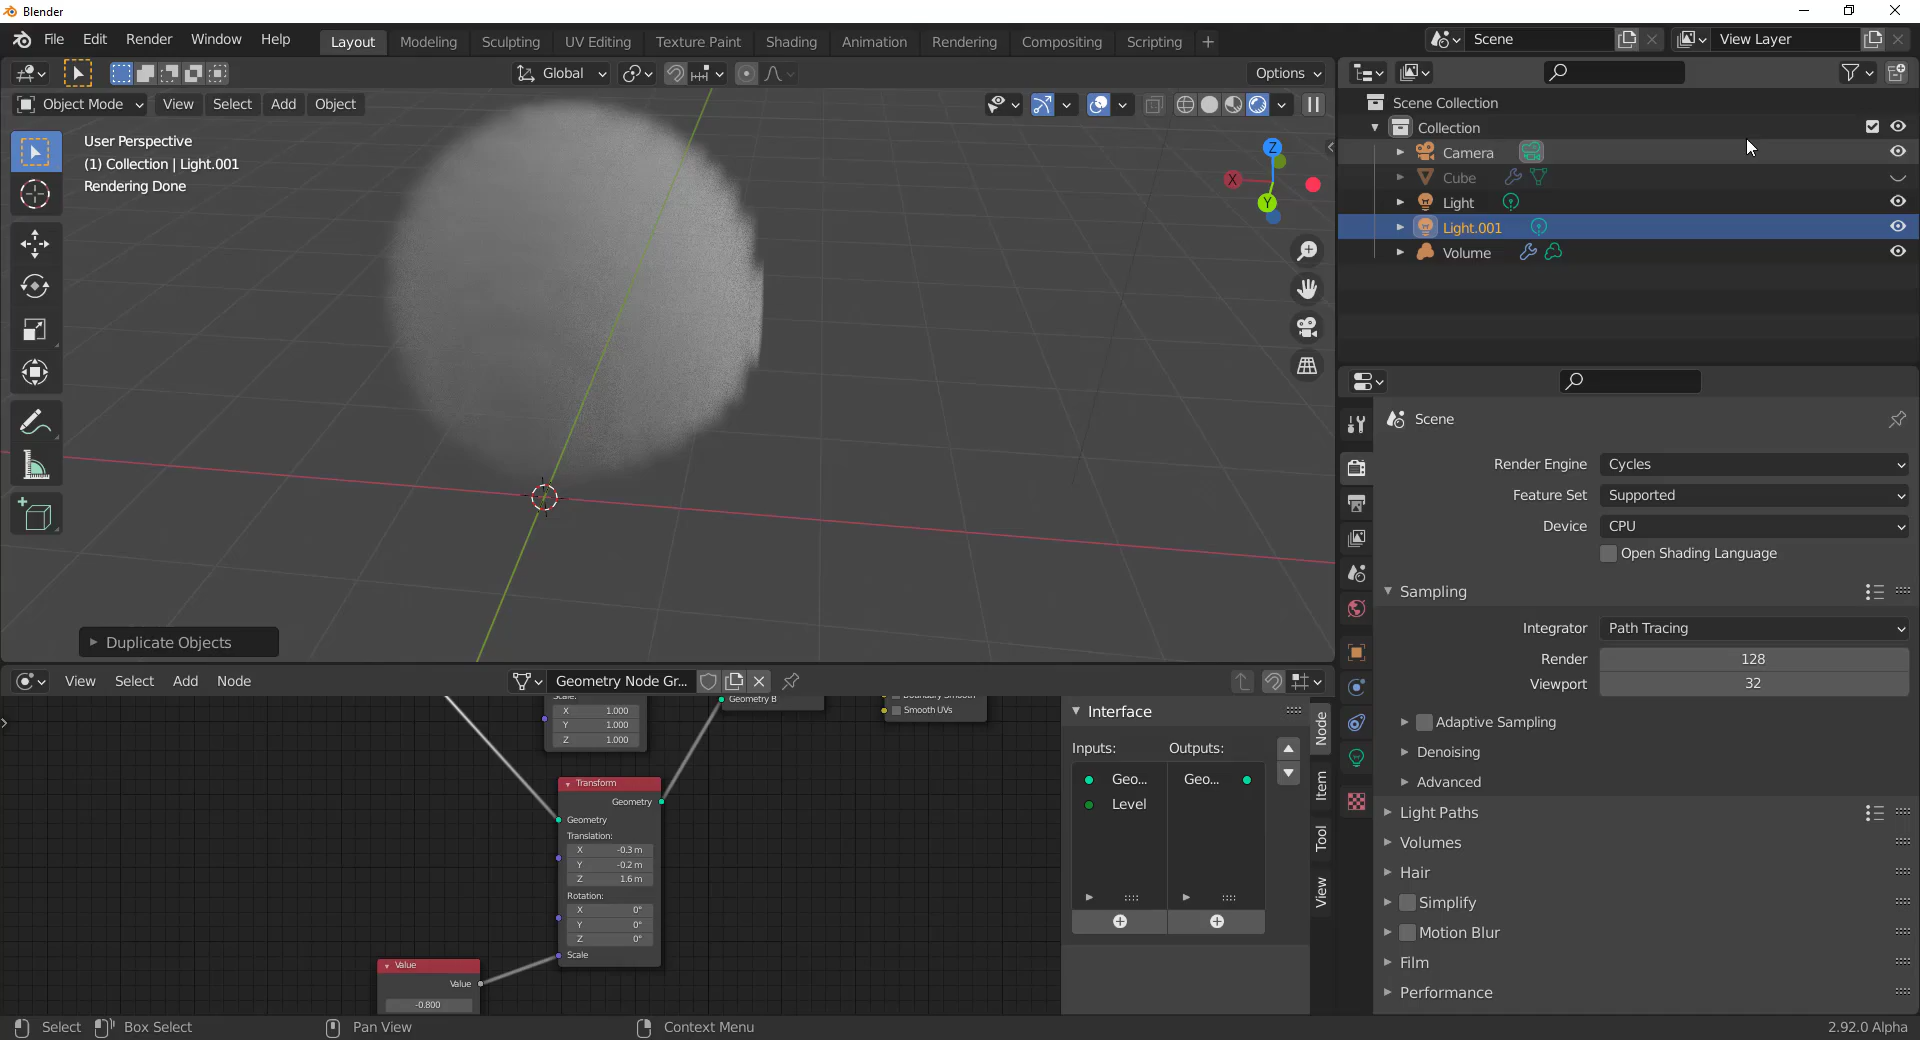 Blender
File Edit Render Window Help Layout Modeling Sculpting UV Editing Texture Paint Shading Animation Rendering Compositing Scripting Scene View Layer
Global Options
Object Mode View Select Add Object
User Perspective
(1) Collection | Light.001
Rendering Done
Z
X
Y
Duplicate Objects
Scene Collection
Collection
Camera
Cube
Light
Light.001
Volume
Scene
Render Engine Cycles
Feature Set Supported
Device CPU
Open Shading Language
Sampling
Integrator Path Tracing
Render 128
Viewport 32
Adaptive Sampling
Denoising
Advanced
Light Paths
Volumes
Hair
Simplify
Motion Blur
Film
Performance
View Select Add Node Geometry Node Gr...
Scale:
X 1.000
Y 1.000
Z 1.000
Geometry B
Boundary Smooth
Smooth UVs
Transform
Geometry
Geometry
Translation:
X -0.3 m
Y -0.2 m
Z 1.6 m
Rotation:
X 0°
Y 0°
Z 0°
Scale
Value
Value
-0.800
Interface
Inputs: Outputs:
Geo... Geo...
Level
Node
Item
Tool
View
Select Box Select Pan View Context Menu 2.92.0 Alpha